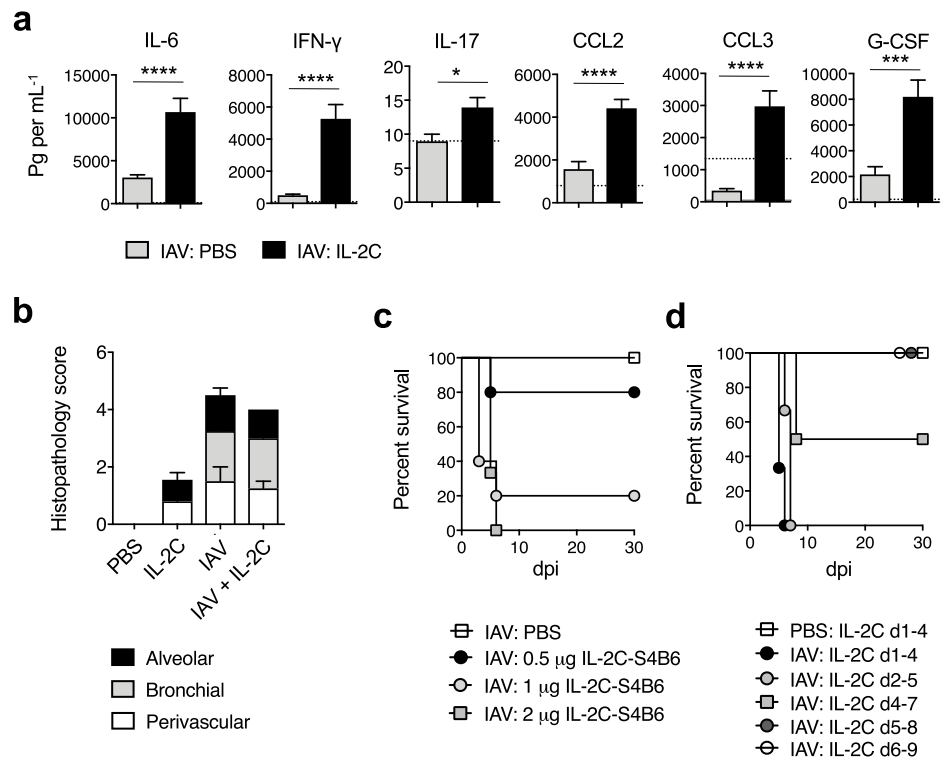 a
IL-6
IFN-γ
IL-17
CCL2
CCL3
G-CSF
Pg per mL⁻¹
15000
10000
5000
0
****
8000
6000
4000
2000
0
****
20
15
10
5
0
*
6000
4000
2000
0
****
4000
3000
2000
1000
0
****
10000
8000
6000
4000
2000
0
***
IAV: PBS
IAV: IL-2C
b
Histopathology score
6
4
2
0
PBS
IL-2C
IAV
IAV + IL-2C
Alveolar
Bronchial
Perivascular
c
Percent survival
100
80
60
40
20
0
0
10
20
30
dpi
IAV: PBS
IAV: 0.5 μg IL-2C-S4B6
IAV: 1 μg IL-2C-S4B6
IAV: 2 μg IL-2C-S4B6
d
Percent survival
100
80
60
40
20
0
0
10
20
30
dpi
PBS: IL-2C d1-4
IAV: IL-2C d1-4
IAV: IL-2C d2-5
IAV: IL-2C d4-7
IAV: IL-2C d5-8
IAV: IL-2C d6-9